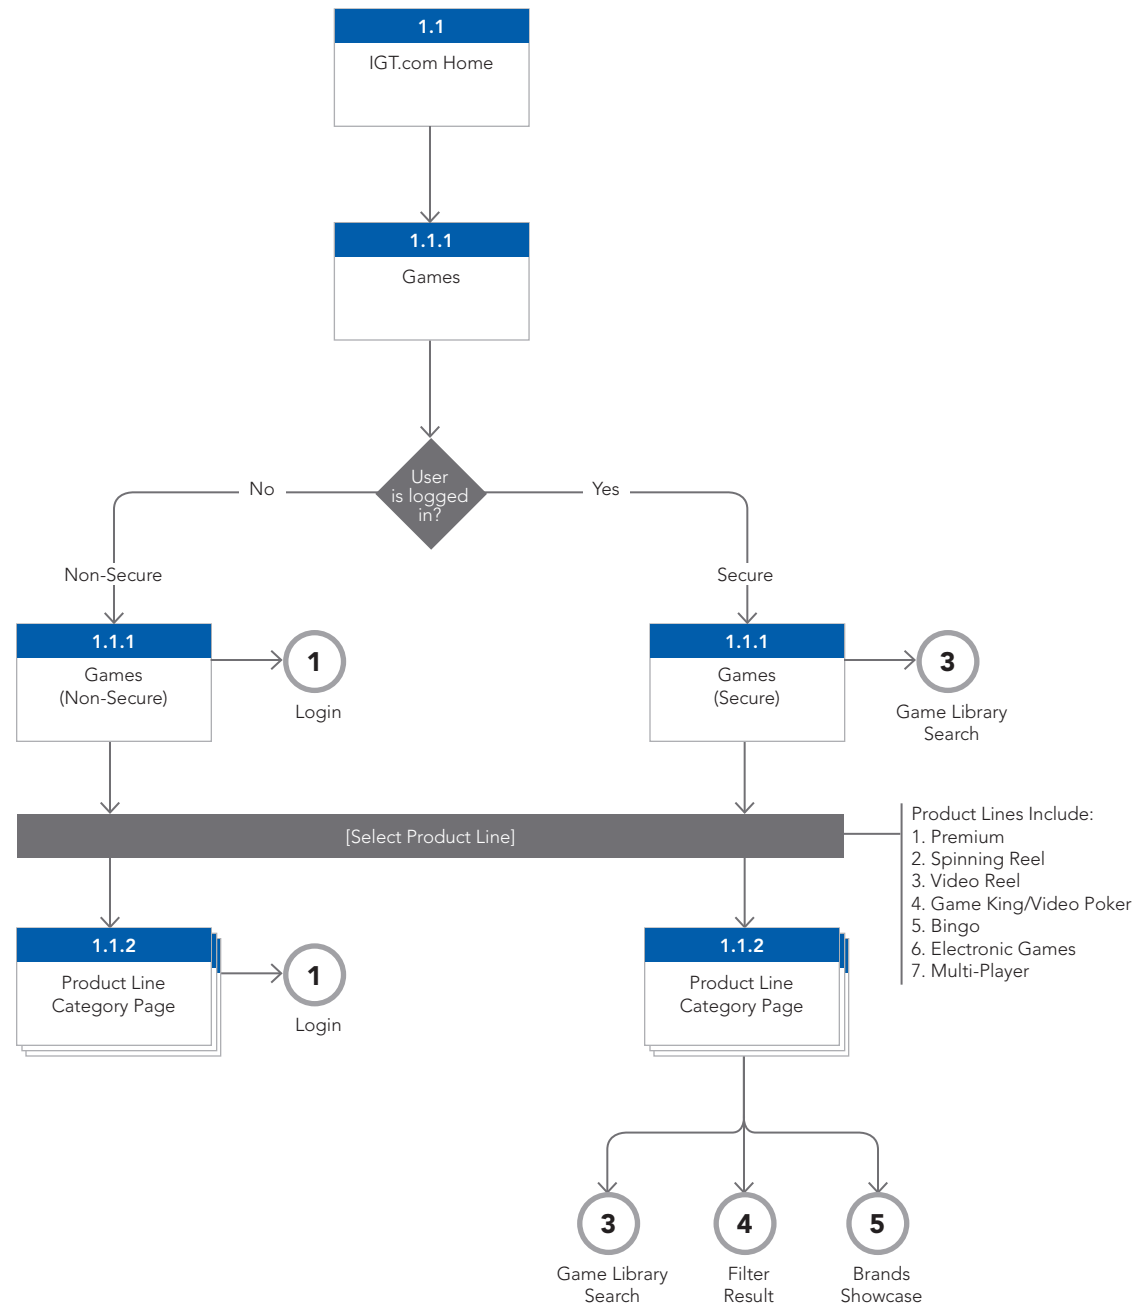 1.1
IGT.com Home
1.1.1
Games
User
is logged
in?
No
Yes
Non-Secure
Secure
1.1.1
Games
(Non-Secure)
1
Login
1.1.1
Games
(Secure)
3
Game Library
Search
[Select Product Line]
Product Lines Include:
1. Premium
2. Spinning Reel
3. Video Reel
4. Game King/Video Poker
5. Bingo
6. Electronic Games
7. Multi-Player
1.1.2
Product Line
Category Page
1
Login
1.1.2
Product Line
Category Page
3
Game Library
Search
4
Filter
Result
5
Brands
Showcase